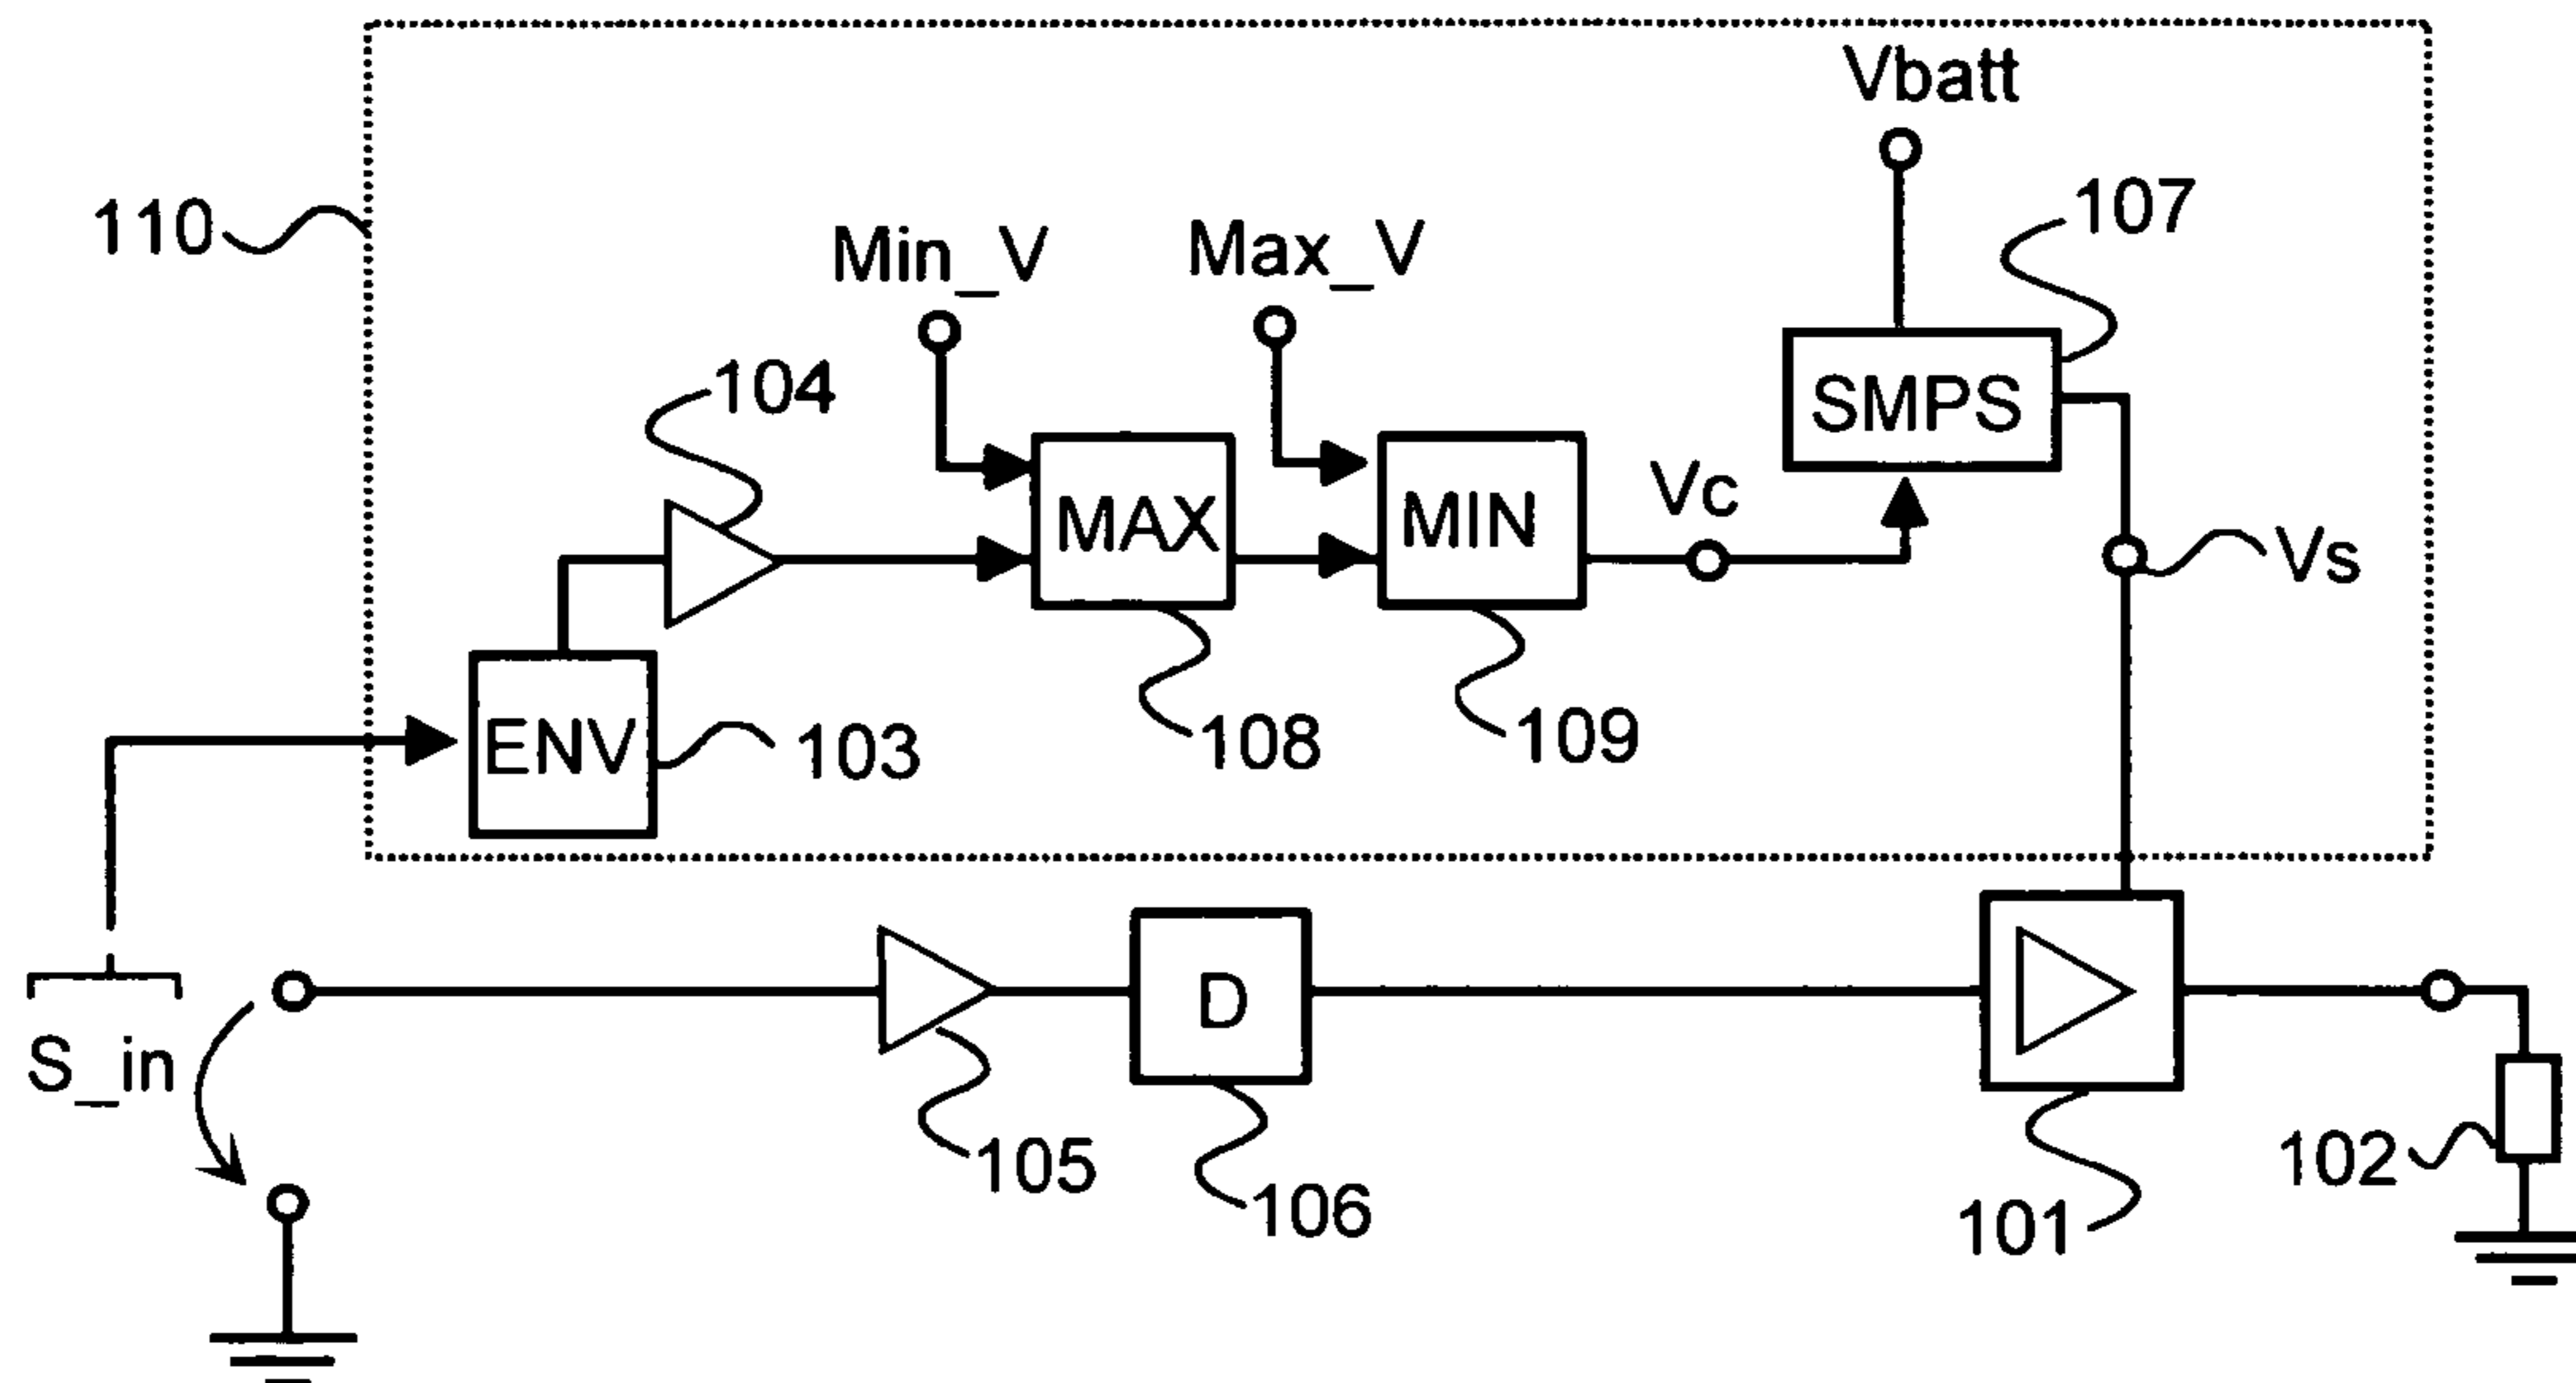 Vbatt
107
110
Min_V
Max_V
104
SMPS
MAX
MIN
Vc
Vs
ENV
103
108
109
S_in
D
105
106
101
102